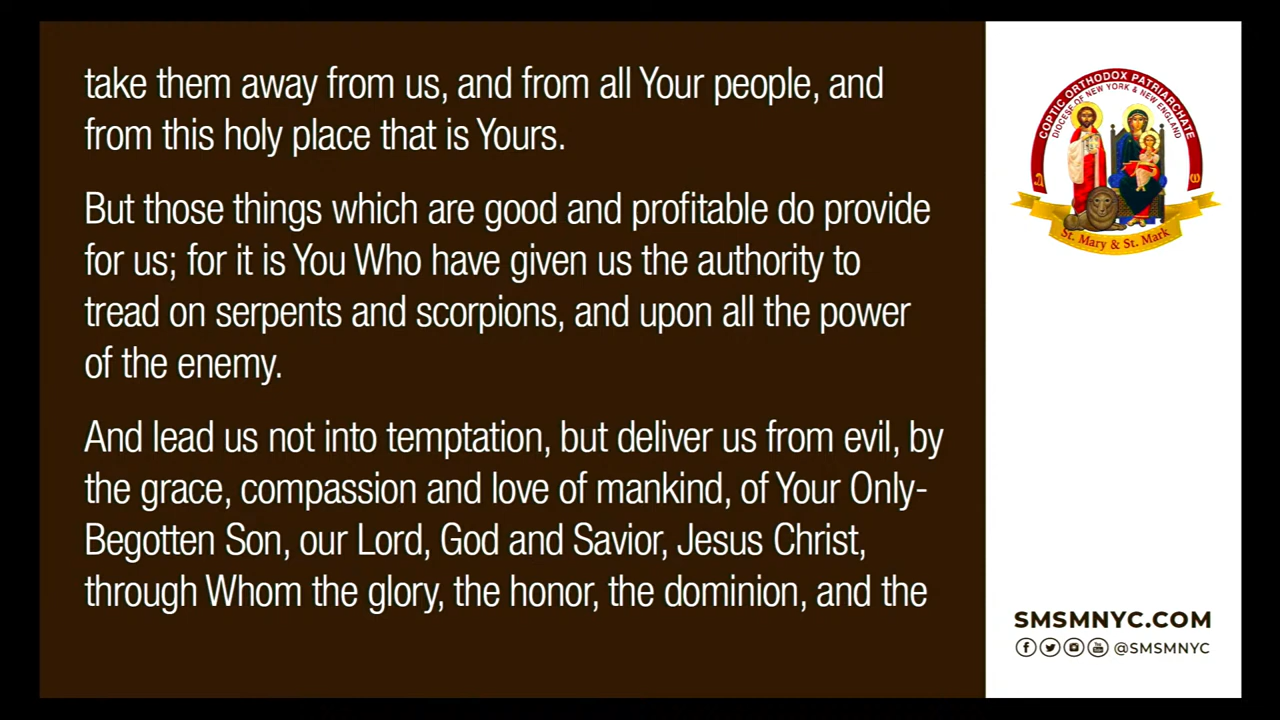 take them away from us, and from all Your people, and
from this holy place that is Yours.
But those things which are good and profitable do provide
for us; for it is You Who have given us the authority to
tread on serpents and scorpions, and upon all the power
of the enemy.
And lead us not into temptation, but deliver us from evil, by
the grace, compassion and love of mankind, of Your Only-
Begotten Son, our Lord, God and Savior, Jesus Christ,
through Whom the glory, the honor, the dominion, and the
COPTIC ORTHODOX PATRIARCHATE
DIOCESE OF NEW YORK & NEW ENGLAND
St. Mary & St. Mark
SMSMNYC.COM
@SMSMNYC